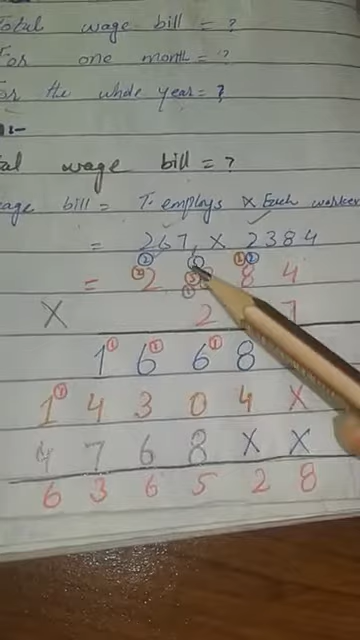 Total wage bill = ?
For one month = ?
For the whole year = ?
wage bill = ?
wage bill = T. employs × Each worker
= 267 × 2384
= 2 8 4
X 2 7
1 6 6 8
1 4 3 0 4 X
4 7 6 8 X X
6 3 6 5 2 8